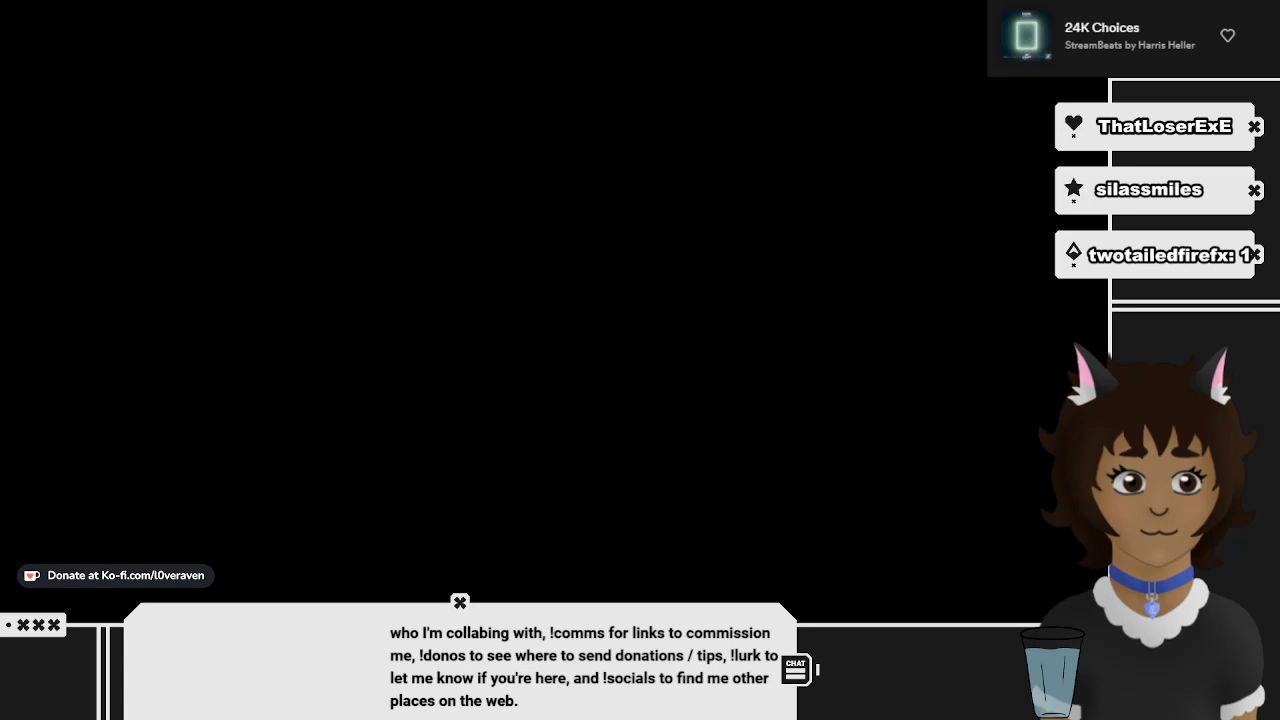 24K Choices
StreamBeats by Harris Heller
ThatLoserExE
silassmiles
twotailedfirefx: 1
Donate at Ko-fi.com/l0veraven
who I'm collabing with, !comms for links to commission
me, !donos to see where to send donations / tips, !lurk to
let me know if you're here, and !socials to find me other
places on the web.
CHAT